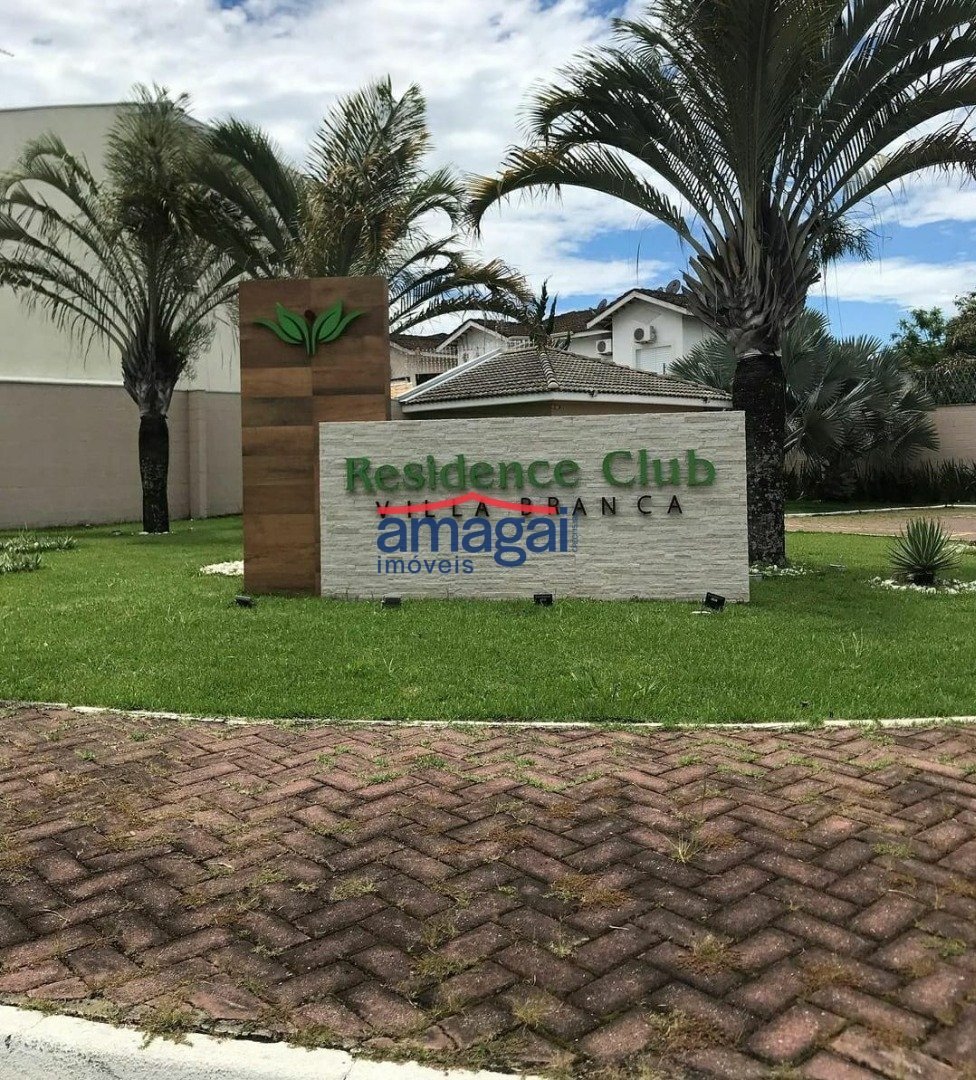 Residence Club
VILLA BRANCA
amagai
imóveis